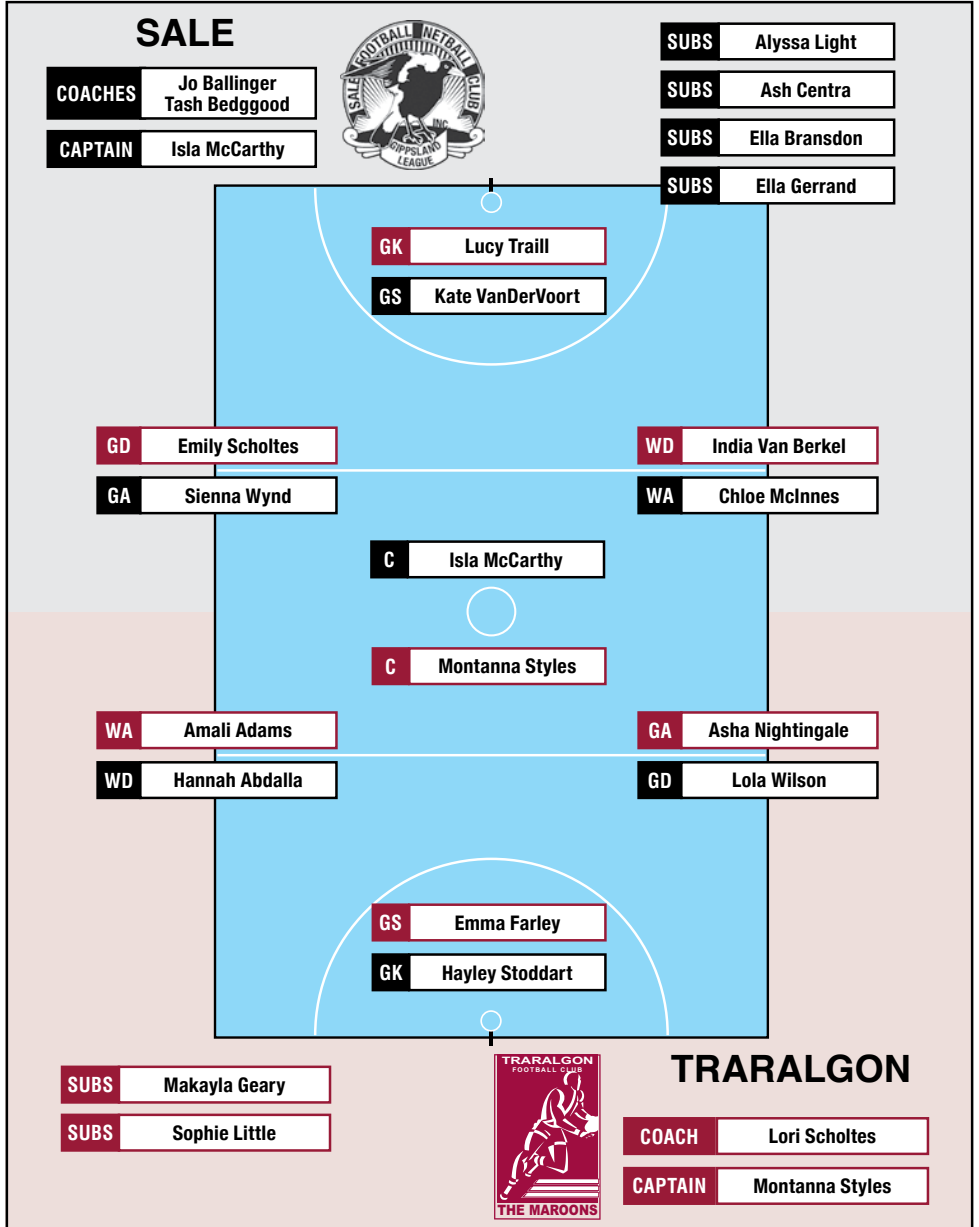 SALE
COACHES
Jo Ballinger
Tash Bedggood
CAPTAIN Isla McCarthy
SALE FOOTBALL NETBALL CLUB
INC.
GIPPSLAND
LEAGUE
SUBS Alyssa Light
SUBS Ash Centra
SUBS Ella Bransdon
SUBS Ella Gerrand
GK Lucy Traill
GS Kate VanDerVoort
GD Emily Scholtes
GA Sienna Wynd
WD India Van Berkel
WA Chloe McInnes
C Isla McCarthy
C Montanna Styles
WA Amali Adams
WD Hannah Abdalla
GA Asha Nightingale
GD Lola Wilson
GS Emma Farley
GK Hayley Stoddart
SUBS Makayla Geary
SUBS Sophie Little
TRARALGON
FOOTBALL CLUB
THE MAROONS
TRARALGON
COACH Lori Scholtes
CAPTAIN Montanna Styles